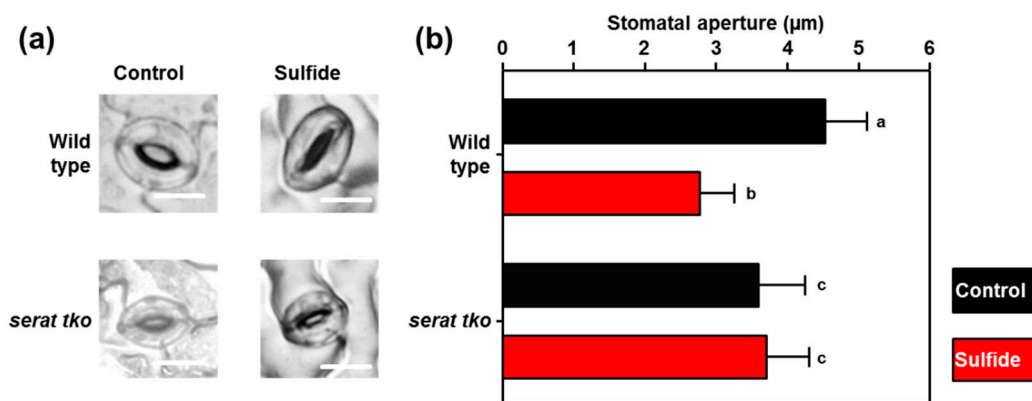 (a)
Control Sulfide
Wild
type
serat tko
(b)
Stomatal aperture (µm)
0 1 2 3 4 5 6
Wild
type
a
b
serat tko
c
c
Control
Sulfide